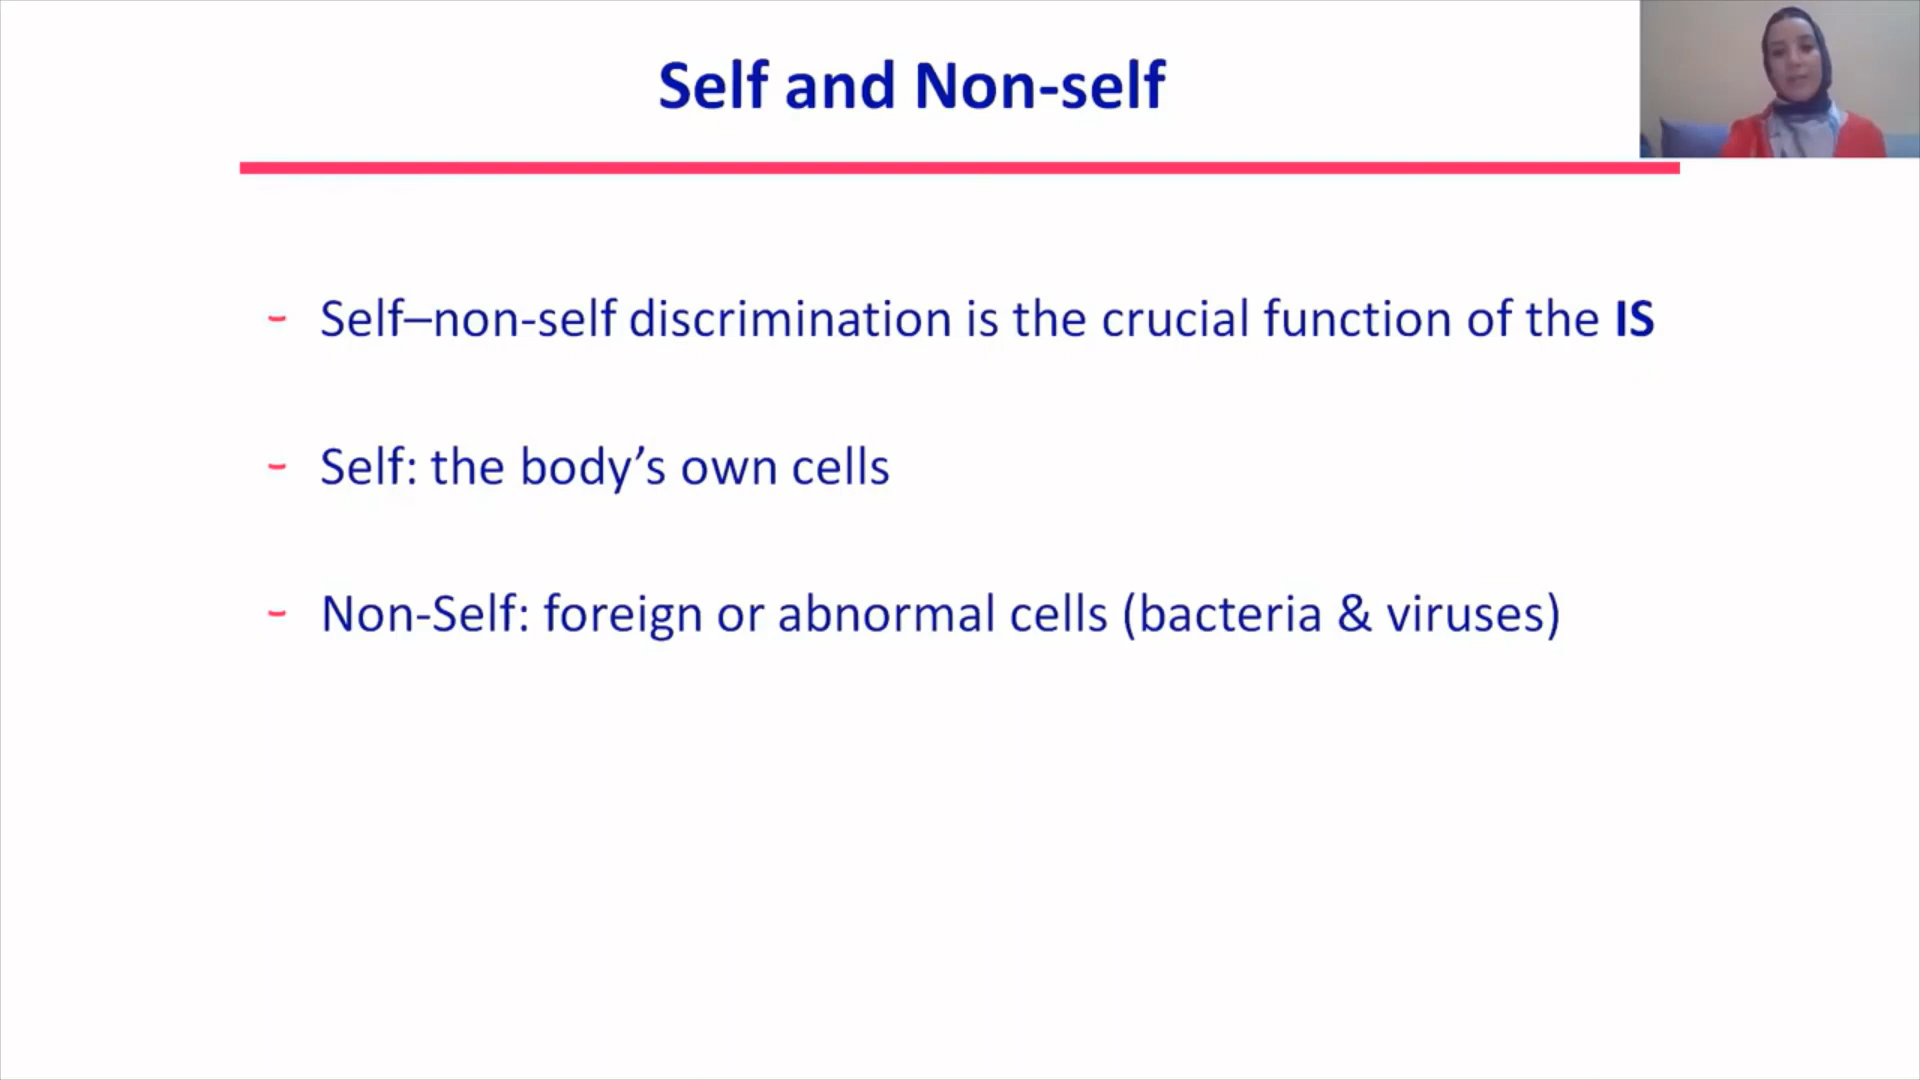 Self and Non-self
- Self–non-self discrimination is the crucial function of the IS
- Self: the body’s own cells
- Non-Self: foreign or abnormal cells (bacteria & viruses)